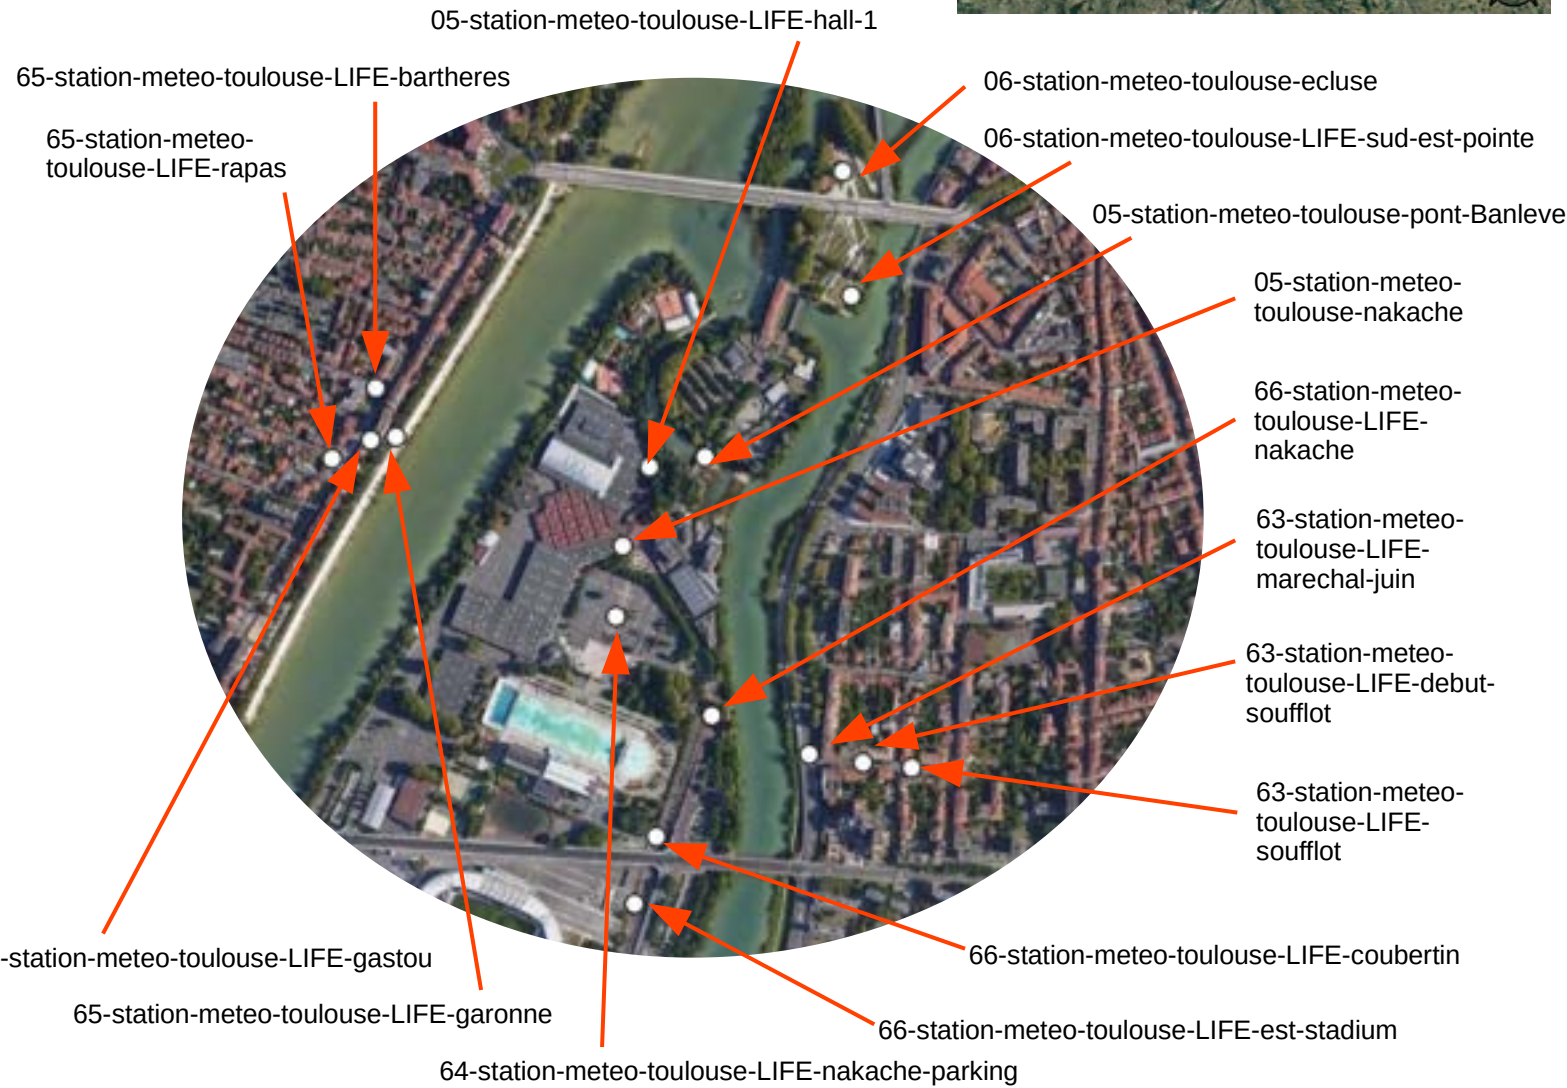 05-station-meteo-toulouse-LIFE-hall-1
65-station-meteo-toulouse-LIFE-bartheres
06-station-meteo-toulouse-ecluse
65-station-meteo-
toulouse-LIFE-rapas
06-station-meteo-toulouse-LIFE-sud-est-pointe
05-station-meteo-toulouse-pont-Banleve
05-station-meteo-
toulouse-nakache
66-station-meteo-
toulouse-LIFE-
nakache
63-station-meteo-
toulouse-LIFE-
marechal-juin
63-station-meteo-
toulouse-LIFE-debut-
soufflot
63-station-meteo-
toulouse-LIFE-
soufflot
-station-meteo-toulouse-LIFE-gastou
66-station-meteo-toulouse-LIFE-coubertin
65-station-meteo-toulouse-LIFE-garonne
66-station-meteo-toulouse-LIFE-est-stadium
64-station-meteo-toulouse-LIFE-nakache-parking